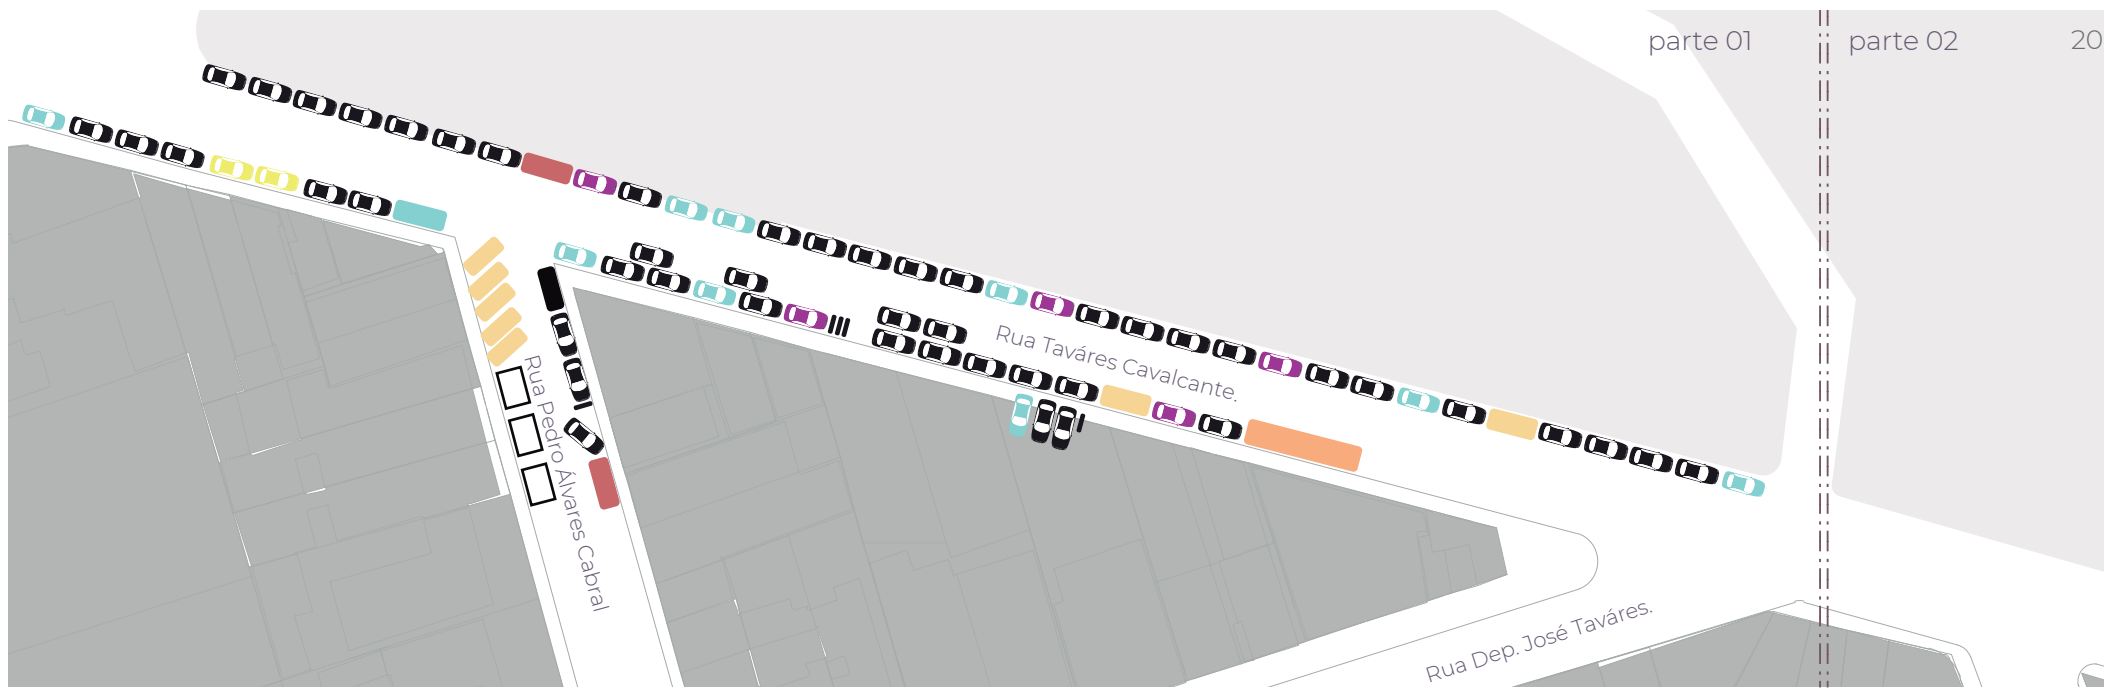 parte 01
parte 02
20
Rua Taváres Cavalcante.
Rua Pedro Álvares Cabral
Rua Dep. José Taváres.